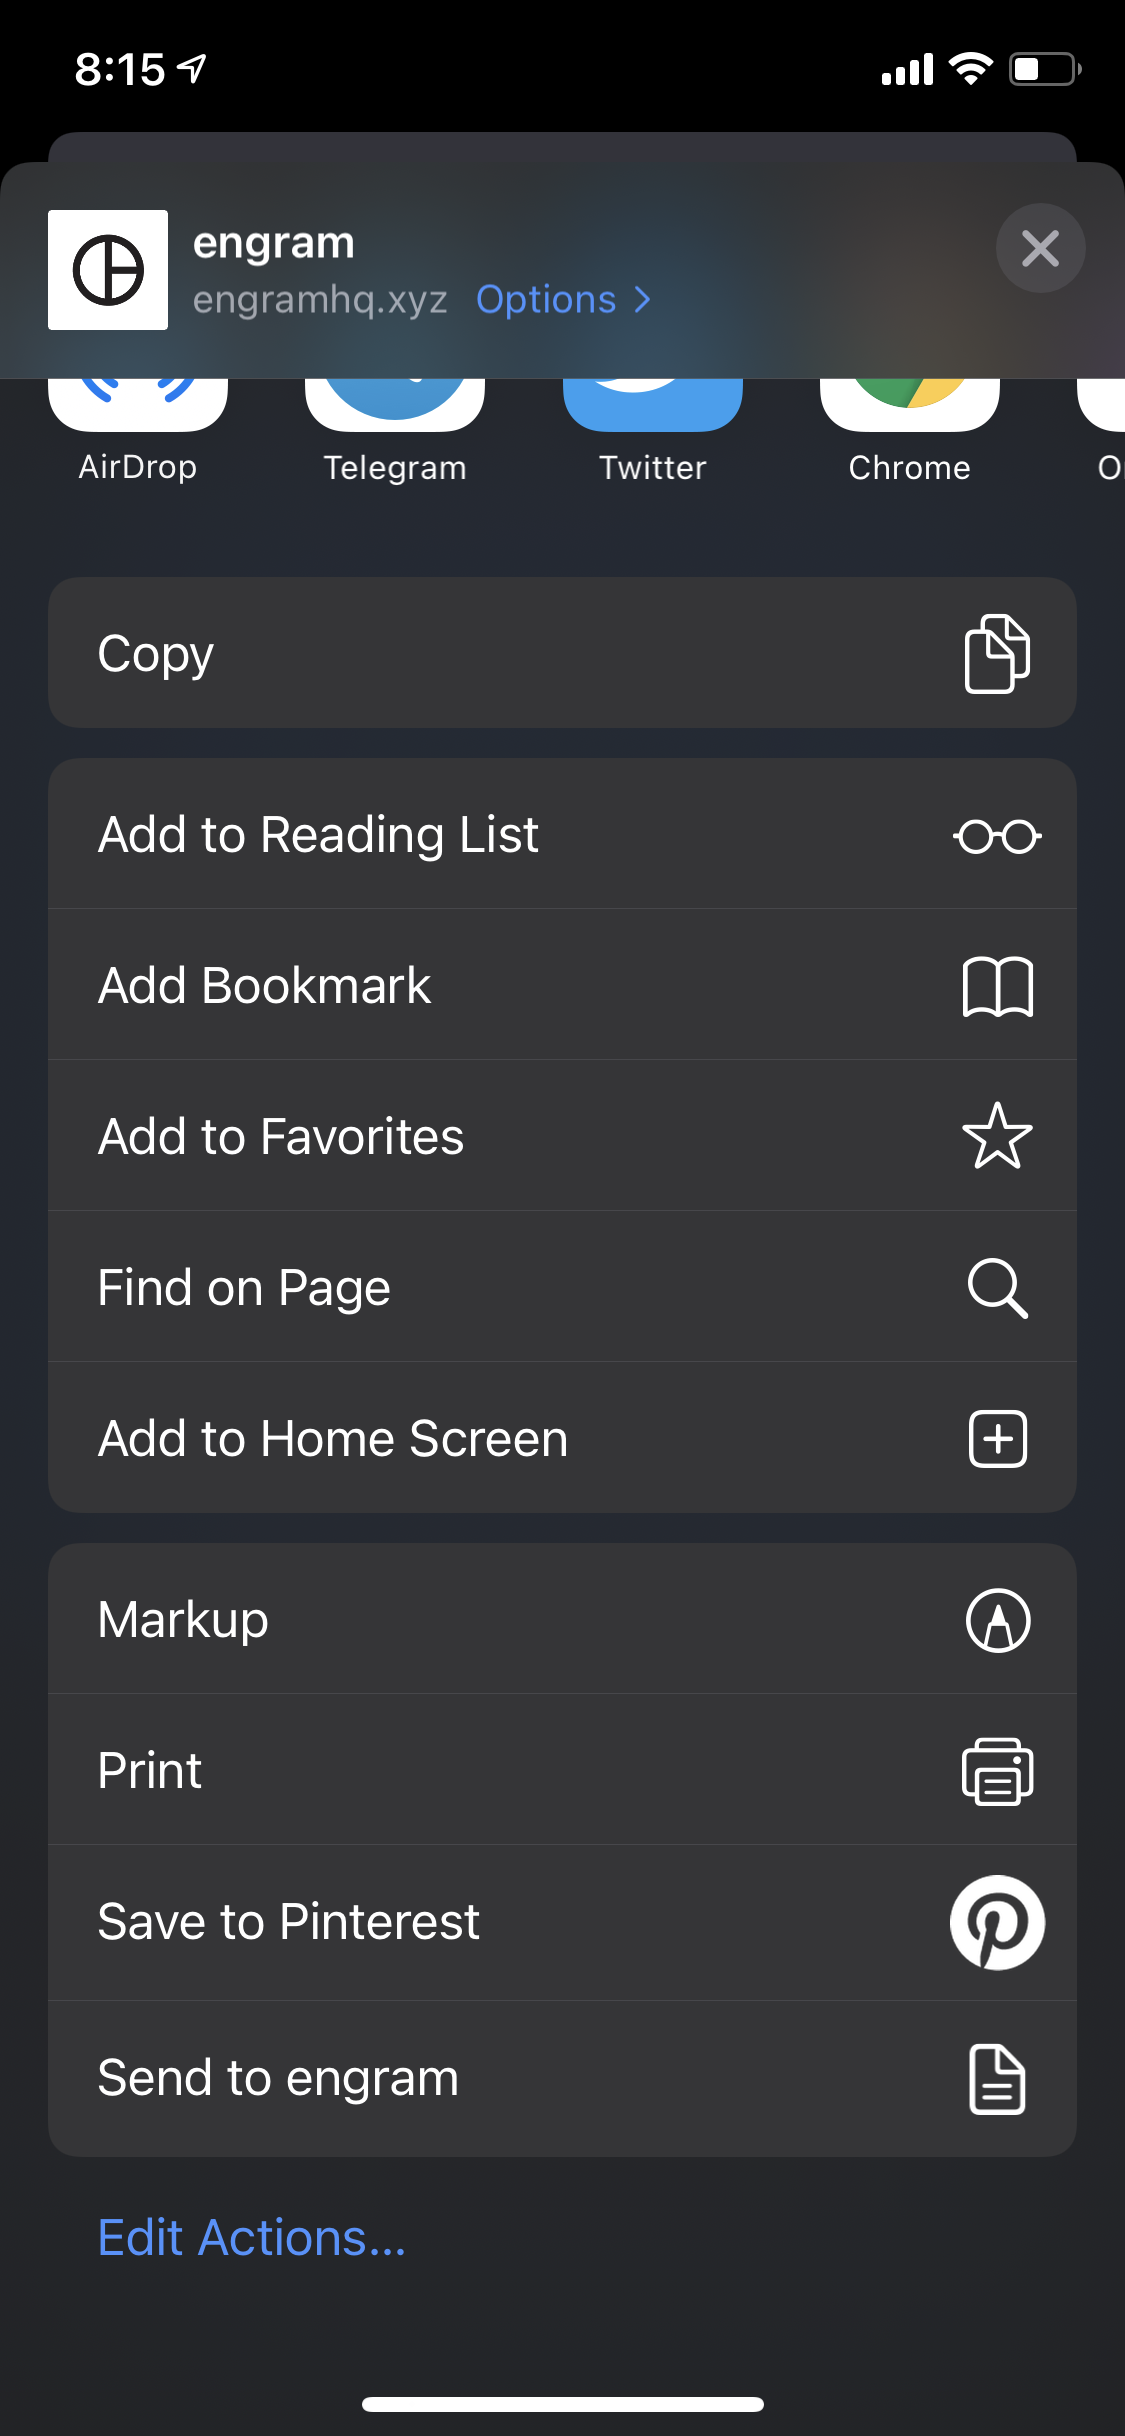 8:15
engram
engramhq.xyz Options
AirDrop Telegram Twitter Chrome
Copy
Add to Reading List
Add Bookmark
Add to Favorites
Find on Page
Add to Home Screen
Markup
Print
Save to Pinterest
Send to engram
Edit Actions...